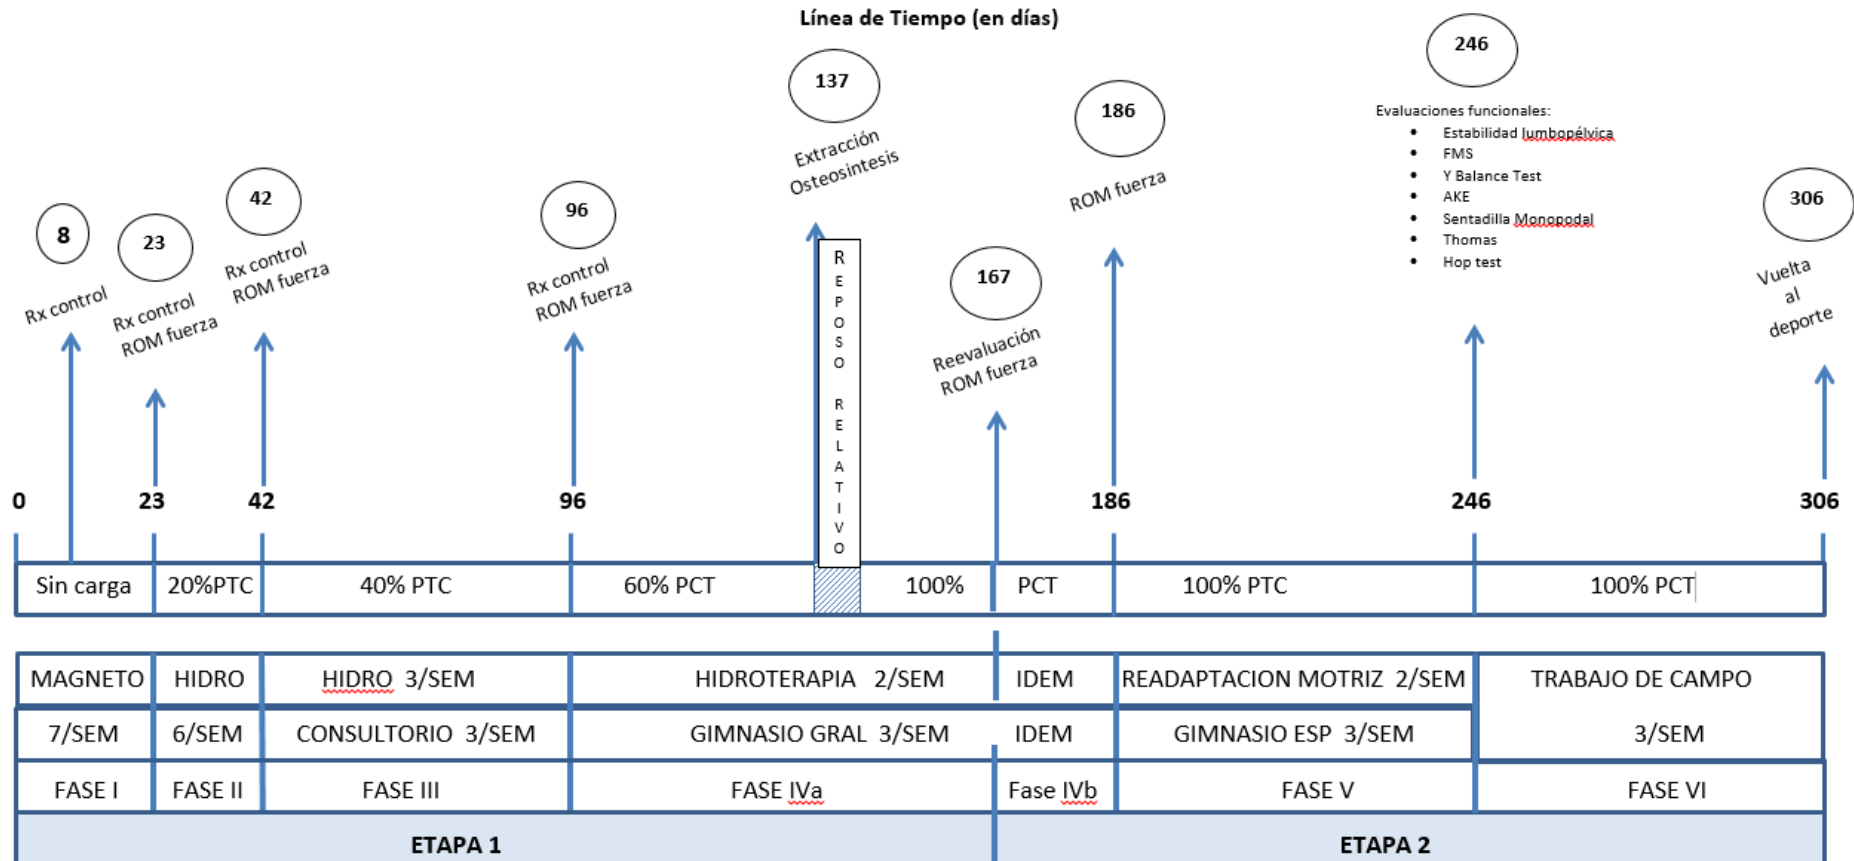 Línea de Tiempo (en días)
8
Rx control
23
Rx control
ROM fuerza
42
Rx control
ROM fuerza
96
Rx control
ROM fuerza
137
Extracción
Osteosintesis
REPOSO RELATIVO
167
Reevaluación
ROM fuerza
186
ROM fuerza
246
Evaluaciones funcionales:
• Estabilidad lumbopélvica
• FMS
• Y Balance Test
• AKE
• Sentadilla Monopodal
• Thomas
• Hop test
306
Vuelta
al
deporte
0 23 42 96 186 246 306
Sin carga 20%PTC 40% PTC 60% PCT 100% PCT 100% PTC 100% PCT
MAGNETO HIDRO HIDRO 3/SEM HIDROTERAPIA 2/SEM IDEM READAPTACION MOTRIZ 2/SEM TRABAJO DE CAMPO
7/SEM 6/SEM CONSULTORIO 3/SEM GIMNASIO GRAL 3/SEM IDEM GIMNASIO ESP 3/SEM 3/SEM
FASE I FASE II FASE III FASE IVa Fase IVb FASE V FASE VI
ETAPA 1 ETAPA 2